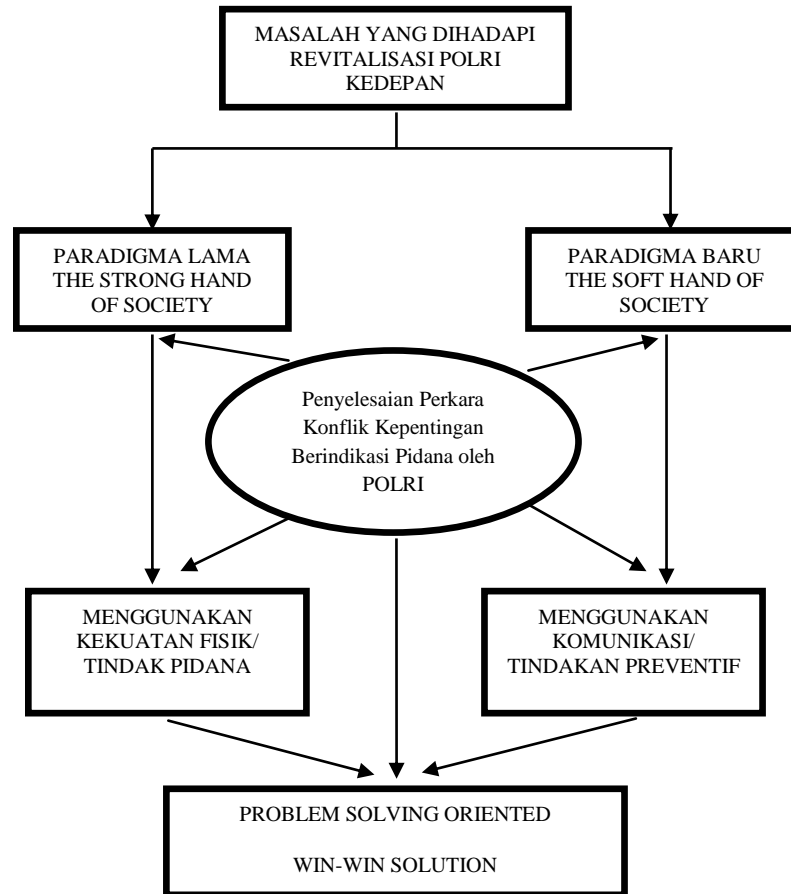 MASALAH YANG DIHADAPI
REVITALISASI POLRI
KEDEPAN
PARADIGMA LAMA
THE STRONG HAND
OF SOCIETY
PARADIGMA BARU
THE SOFT HAND OF
SOCIETY
Penyelesaian Perkara
Konflik Kepentingan
Berindikasi Pidana oleh
POLRI
MENGGUNAKAN
KEKUATAN FISIK/
TINDAK PIDANA
MENGGUNAKAN
KOMUNIKASI/
TINDAKAN PREVENTIF
PROBLEM SOLVING ORIENTED
WIN-WIN SOLUTION